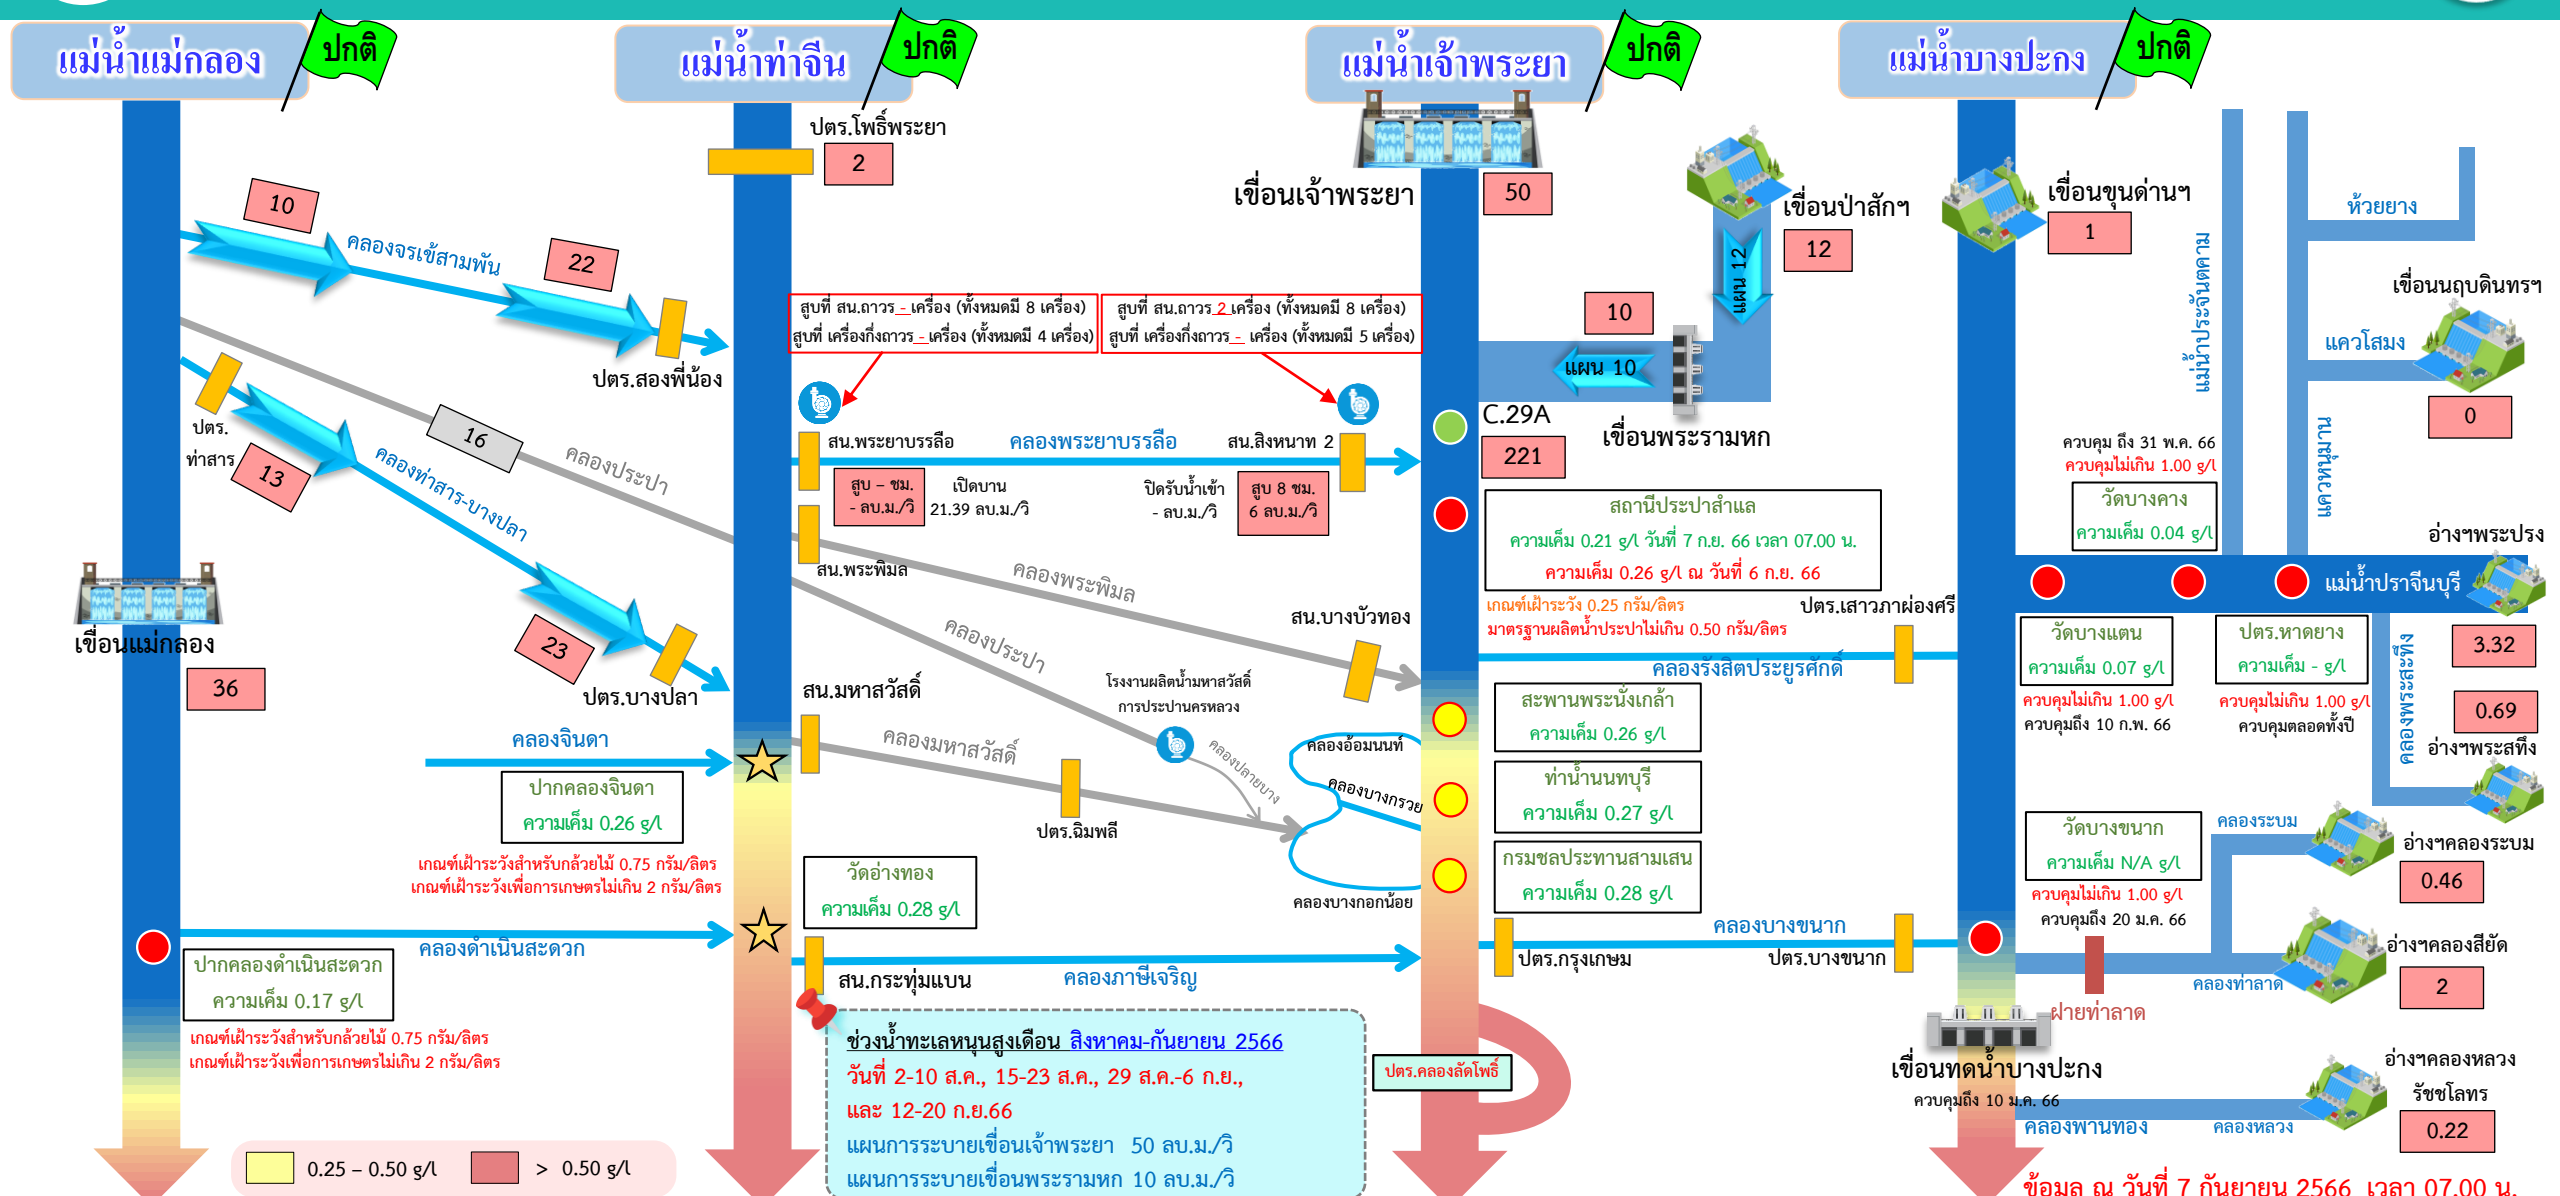 แม่น้ำแม่กลอง
ปกติ
แม่น้ำท่าจีน
ปกติ
แม่น้ำเจ้าพระยา
ปกติ
แม่น้ำบางปะกง
ปกติ
ปตร.โพธิ์พระยา
2
10
คลองจรเข้สามพัน
22
ปตร.สองพี่น้อง
ปตร.
ท่าสาร
13
คลองท่าสาร-บางปลา
16
คลองประปา
23
ปตร.บางปลา
เขื่อนแม่กลอง
36
คลองจินดา
ปากคลองจินดา
ความเค็ม 0.26 g/l
เกณฑ์เฝ้าระวังสำหรับกล้วยไม้ 0.75 กรัม/ลิตร
เกณฑ์เฝ้าระวังเพื่อการเกษตรไม่เกิน 2 กรัม/ลิตร
คลองดำเนินสะดวก
ปากคลองดำเนินสะดวก
ความเค็ม 0.17 g/l
เกณฑ์เฝ้าระวังสำหรับกล้วยไม้ 0.75 กรัม/ลิตร
เกณฑ์เฝ้าระวังเพื่อการเกษตรไม่เกิน 2 กรัม/ลิตร
0.25 – 0.50 g/l
> 0.50 g/l
สูบที่ สน.ถาวร - เครื่อง (ทั้งหมดมี 8 เครื่อง)
สูบที่ เครื่องกึ่งถาวร - เครื่อง (ทั้งหมดมี 4 เครื่อง)
สูบที่ สน.ถาวร 2 เครื่อง (ทั้งหมดมี 8 เครื่อง)
สูบที่ เครื่องกึ่งถาวร - เครื่อง (ทั้งหมดมี 5 เครื่อง)
สน.พระยาบรรลือ
คลองพระยาบรรลือ
สน.สิงหนาท 2
สูบ – ชม.
- ลบ.ม./วิ
เปิดบาน
21.39 ลบ.ม./วิ
ปิดรับน้ำเข้า
- ลบ.ม./วิ
สูบ 8 ชม.
6 ลบ.ม./วิ
สน.พระพิมล
คลองพระพิมล
สน.บางบัวทอง
คลองประปา
สน.มหาสวัสดิ์
คลองมหาสวัสดิ์
ปตร.ฉิมพลี
โรงงานผลิตน้ำมหาสวัสดิ์
การประปานครหลวง
คลองปลายบาง
คลองอ้อมนนท์
คลองบางกรวย
คลองบางกอกน้อย
วัดอ่างทอง
ความเค็ม 0.28 g/l
สน.กระทุ่มแบน
คลองภาษีเจริญ
ช่วงน้ำทะเลหนุนสูงเดือน สิงหาคม-กันยายน 2566
วันที่ 2-10 ส.ค., 15-23 ส.ค., 29 ส.ค.-6 ก.ย.,
และ 12-20 ก.ย.66
แผนการระบายเขื่อนเจ้าพระยา 50 ลบ.ม./วิ
แผนการระบายเขื่อนพระรามหก 10 ลบ.ม./วิ
เขื่อนเจ้าพระยา
50
เขื่อนป่าสักฯ
12
แผน 12
10
แผน 10
เขื่อนพระรามหก
C.29A
221
สถานีประปาสำแล
ความเค็ม 0.21 g/l วันที่ 7 ก.ย. 66 เวลา 07.00 น.
ความเค็ม 0.26 g/l ณ วันที่ 6 ก.ย. 66
เกณฑ์เฝ้าระวัง 0.25 กรัม/ลิตร
มาตรฐานผลิตน้ำประปาไม่เกิน 0.50 กรัม/ลิตร
ปตร.เสาวภาผ่องศรี
คลองรังสิตประยูรศักดิ์
สะพานพระนั่งเกล้า
ความเค็ม 0.26 g/l
ท่าน้ำนนทบุรี
ความเค็ม 0.27 g/l
กรมชลประทานสามเสน
ความเค็ม 0.28 g/l
ปตร.กรุงเกษม
คลองบางขนาก
ปตร.บางขนาก
ปตร.คลองลัดโพธิ์
เขื่อนขุนด่านฯ
1
แม่น้ำประจันตคาม
ห้วยยาง
เขื่อนนฤบดินทรฯ
แควโสมง
0
แควหนุมาน
ควบคุม ถึง 31 พ.ค. 66
ควบคุมไม่เกิน 1.00 g/l
วัดบางคาง
ความเค็ม 0.04 g/l
อ่างฯพระปรง
แม่น้ำปราจีนบุรี
3.32
วัดบางแตน
ความเค็ม 0.07 g/l
ควบคุมไม่เกิน 1.00 g/l
ควบคุมถึง 10 ก.พ. 66
ปตร.หาดยาง
ความเค็ม - g/l
ควบคุมไม่เกิน 1.00 g/l
ควบคุมตลอดทั้งปี
คลองพระสะทึง
0.69
อ่างฯพระสทึง
วัดบางขนาก
ความเค็ม N/A g/l
ควบคุมไม่เกิน 1.00 g/l
ควบคุมถึง 20 ม.ค. 66
คลองระบม
อ่างฯคลองระบม
0.46
อ่างฯคลองสียัด
2
คลองท่าลาด
ฝายท่าลาด
เขื่อนทดน้ำบางปะกง
ควบคุมถึง 10 ม.ค. 66
คลองพานทอง
คลองหลวง
อ่างฯคลองหลวง
รัชชโลทร
0.22
ข้อมูล ณ วันที่ 7 กันยายน 2566 เวลา 07.00 น.